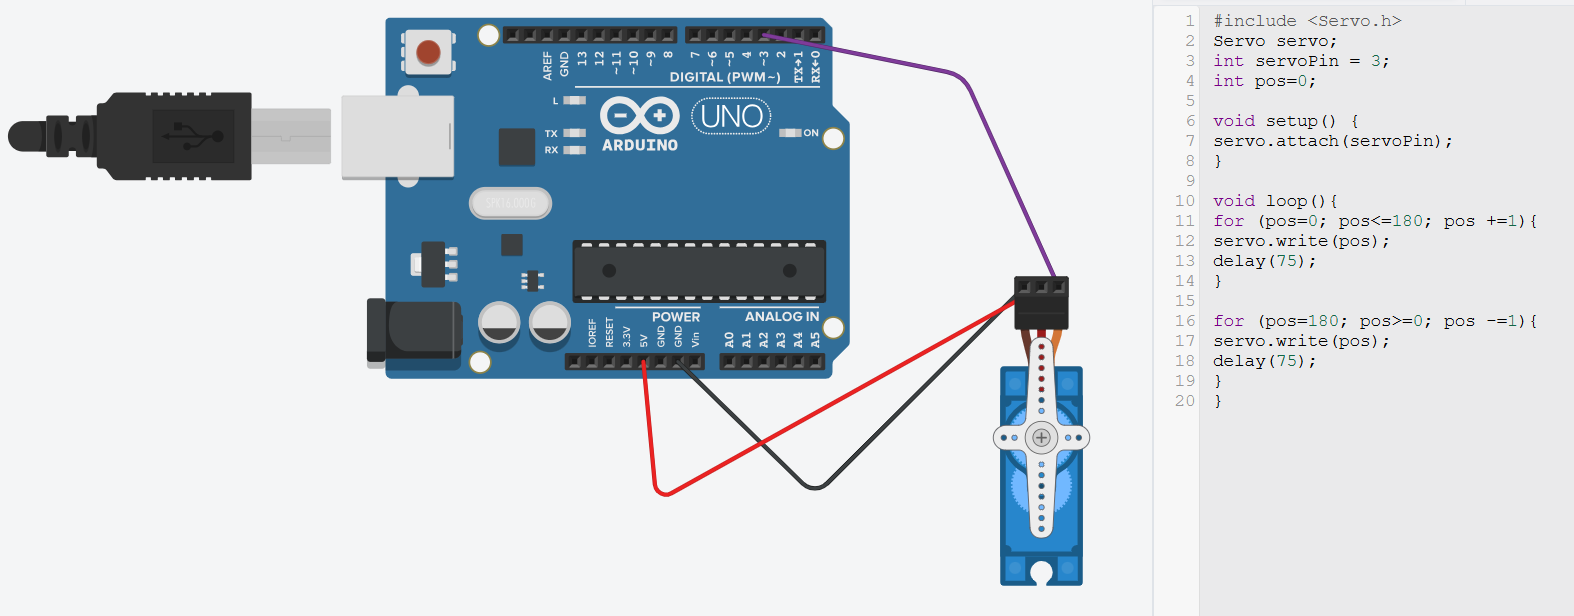 AREF
GND
13
12
~11
~10
~9
8
7
~6
~5
4
~3
2
TX→1
RX←0
DIGITAL (PWM~)
L
TX
RX
ARDUINO
UNO
ON
SPK16.000G
POWER
ANALOG IN
IOREF
RESET
3.3V
5V
GND
GND
Vin
A0
A1
A2
A3
A4
A5
1 #include <Servo.h>
2 Servo servo;
3 int servoPin = 3;
4 int pos=0;
5
6 void setup() {
7 servo.attach(servoPin);
8 }
9
10 void loop(){
11 for (pos=0; pos<=180; pos +=1){
12 servo.write(pos);
13 delay(75);
14 }
15
16 for (pos=180; pos>=0; pos -=1){
17 servo.write(pos);
18 delay(75);
19 }
20 }